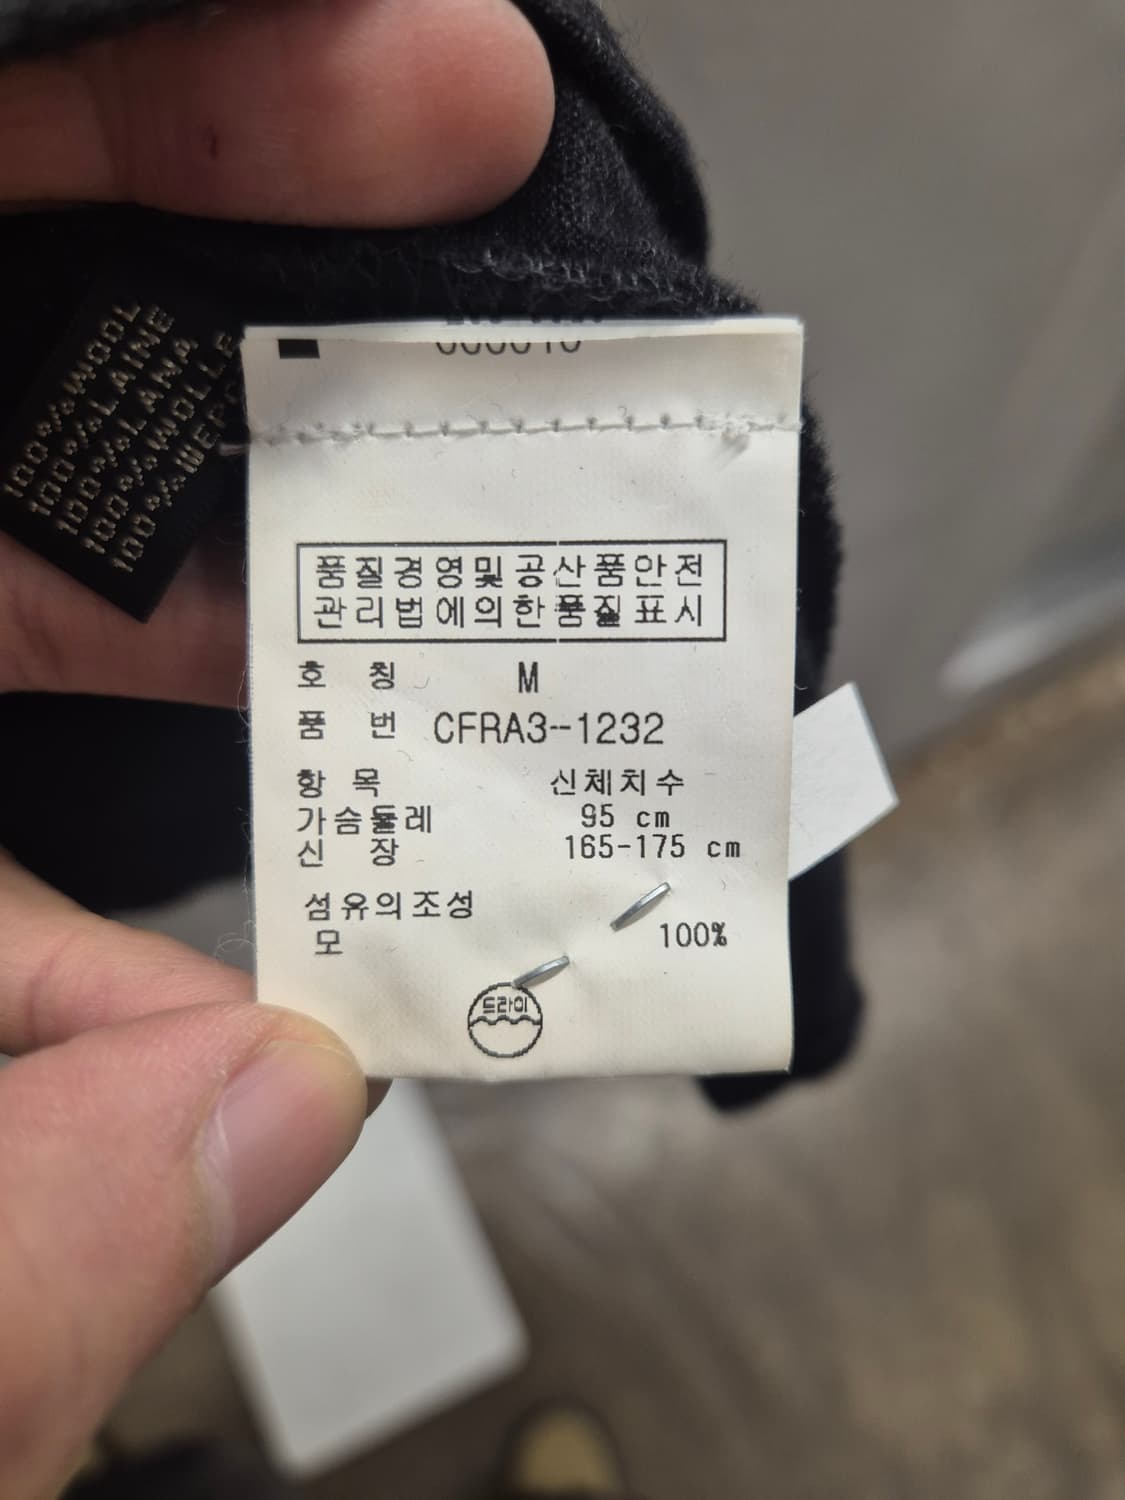 100%WOOL
100%LAINE
100%LANA
100%WOLLE
품질경영및공산품안전
관리법에의한품질표시
호 칭 M
품 번 CFRA3--1232
항 목 신체치수
가슴둘레 95 cm
신 장 165-175 cm
섬유의조성
모 100%
드라이